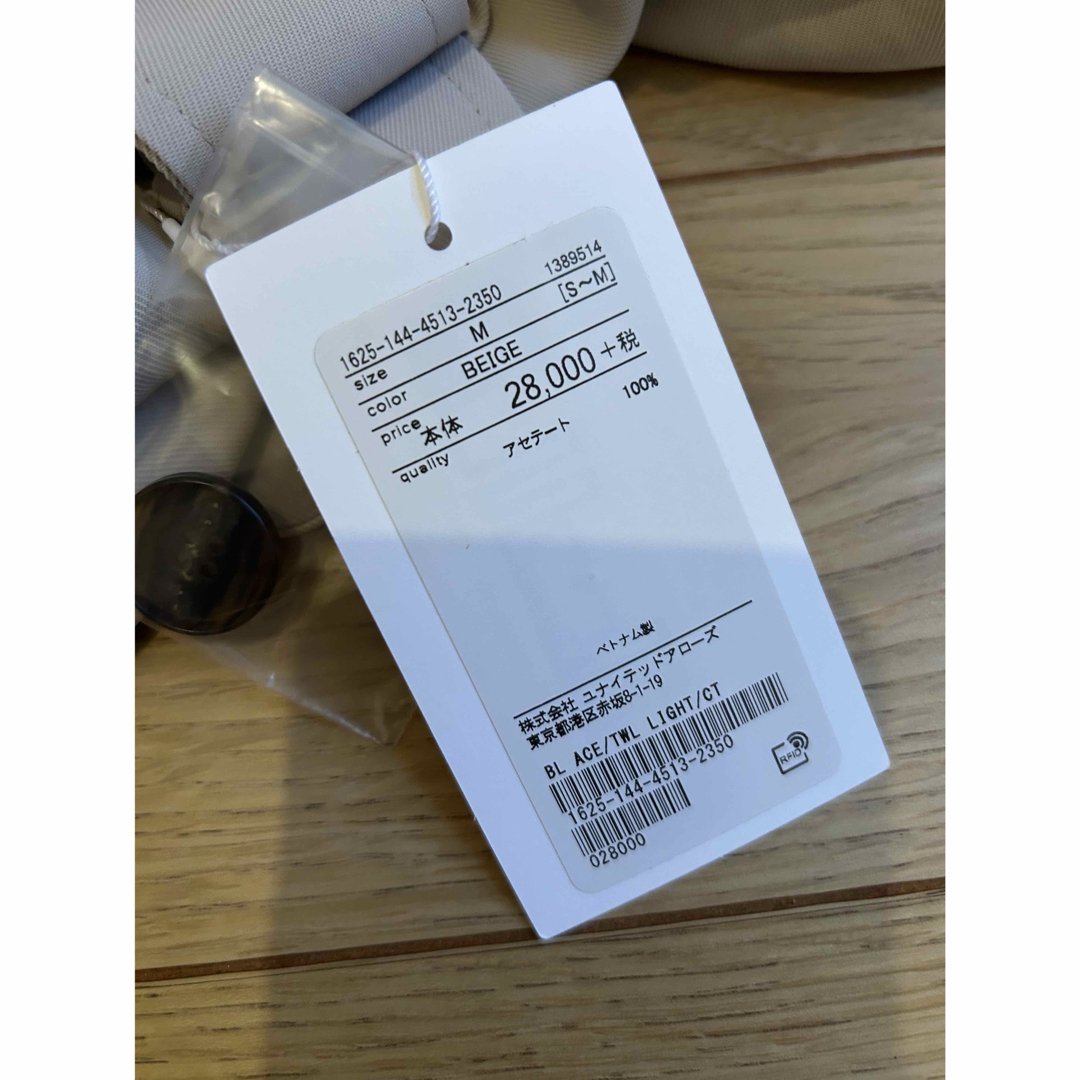 1625-144-4513-2350 1389514
size M [S〜M]
color BEIGE
price 本体 28,000+税
quality アセテート 100%
ベトナム製
株式会社 ユナイテッドアローズ
東京都港区赤坂8-1-19
BL ACE/TWL LIGHT/CT
1625-144-4513-2350
RFID
028000